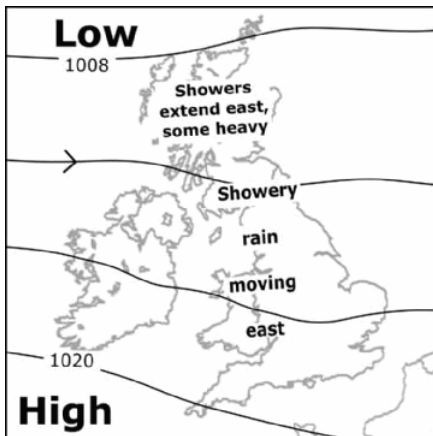 Low
1008
Showers
extend east,
some heavy
Showery
rain
moving
east
1020
High